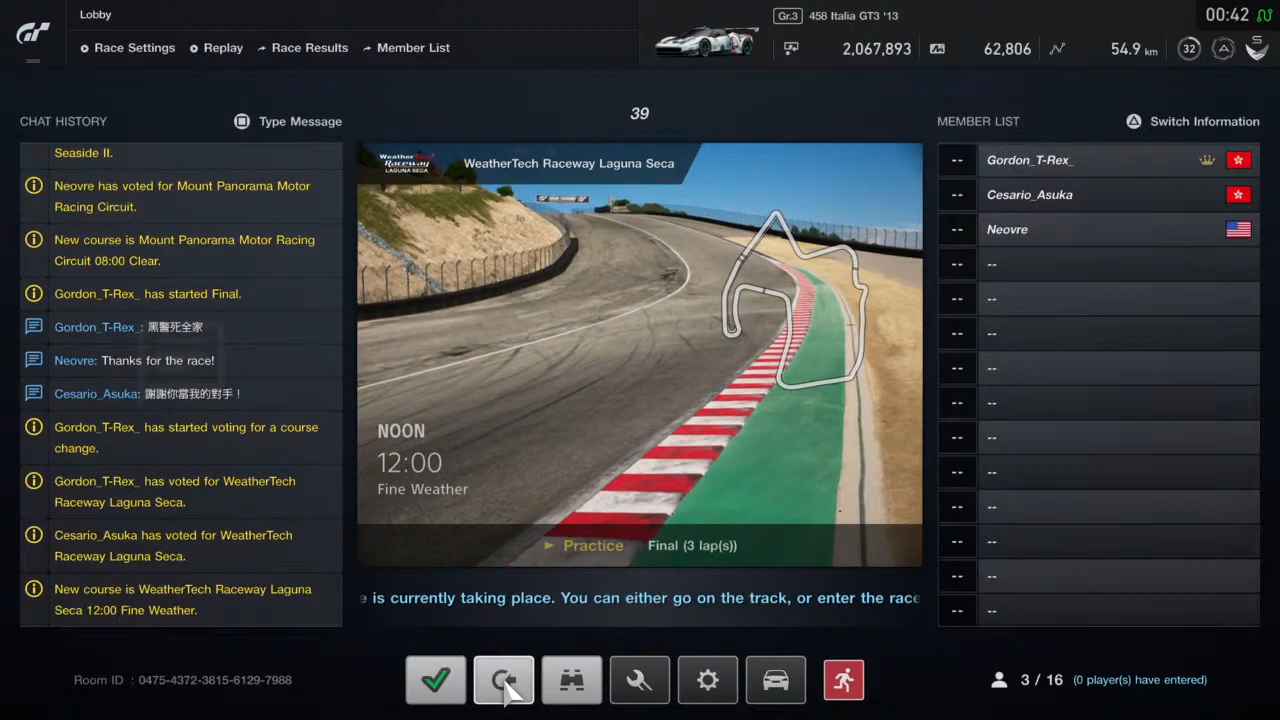 Lobby
Race Settings
Replay
Race Results
Member List
Gr.3
458 Italia GT3 '13
2,067,893
62,806
54.9 km
32
S
00:42
CHAT HISTORY
Type Message
Seaside II.
Neovre has voted for Mount Panorama Motor
Racing Circuit.
New course is Mount Panorama Motor Racing
Circuit 08:00 Clear.
Gordon_T-Rex_ has started Final.
Gordon_T-Rex_: 黑警死全家
Neovre: Thanks for the race!
Cesario_Asuka: 謝謝你當我的對手！
Gordon_T-Rex_ has started voting for a course
change.
Gordon_T-Rex_ has voted for WeatherTech
Raceway Laguna Seca.
Cesario_Asuka has voted for WeatherTech
Raceway Laguna Seca.
New course is WeatherTech Raceway Laguna
Seca 12:00 Fine Weather.
39
WeatherTech
Raceway
LAGUNA SECA
WeatherTech Raceway Laguna Seca
NOON
12:00
Fine Weather
Practice
Final (3 lap(s))
e is currently taking place. You can either go on the track, or enter the race
MEMBER LIST
Switch Information
-- Gordon_T-Rex_
-- Cesario_Asuka
-- Neovre
-- --
-- --
-- --
-- --
-- --
-- --
-- --
-- --
-- --
-- --
-- --
Room ID : 0475-4372-3815-6129-7988
3 / 16
(0 player(s) have entered)